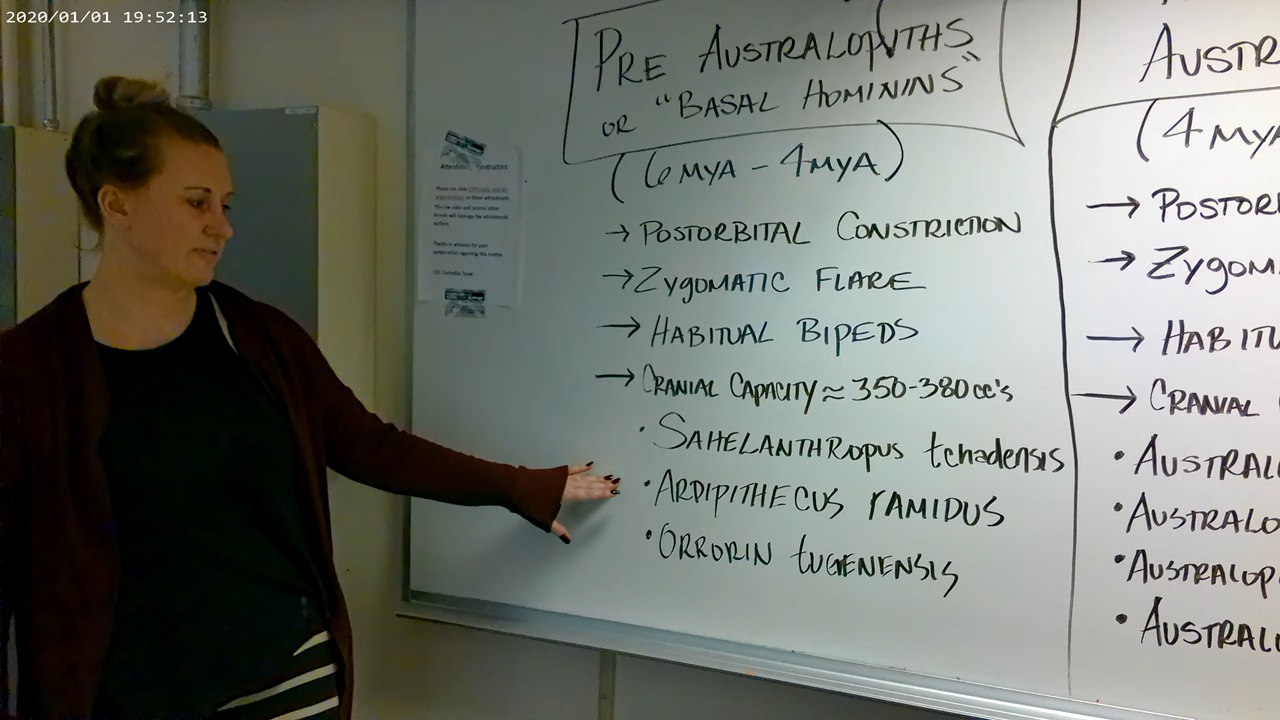 2020/01/01 19:52:13
PRE AUSTRALOPITHS
OR "BASAL HOMININS"
(6 MYA - 4 MYA)
→ POSTORBITAL CONSTRICTION
→ ZYGOMATIC FLARE
→ HABITUAL BIPEDS
→ CRANIAL CAPACITY ≈ 350-380 cc's
· SAHELANTHROPUS tchadensis
· ARDIPITHECUS RAMIDUS
· ORRORIN tUGENENSIS
AUSTR
(4 MYA
→ POSTOR
→ ZYGOM
→ HABITU
→ CRANIAL
· AUSTRAL
· AUSTRALO
· AUSTRALOP
· AUSTRAL